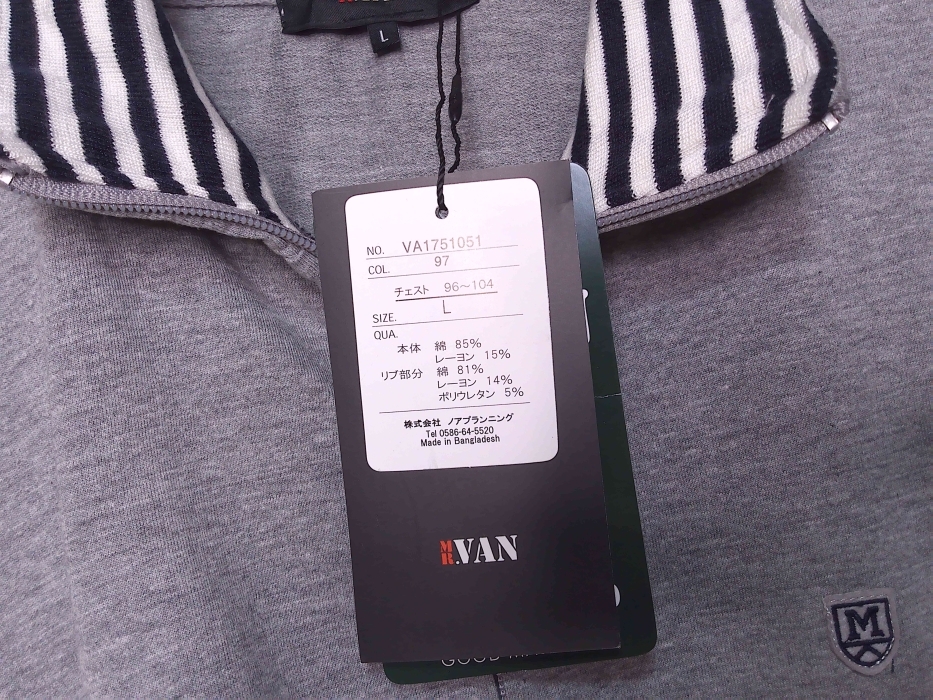 L
NO. VA1751051
COL. 97
チェスト 96～104
SIZE. L
QUA.
本体 綿 85%
レーヨン 15%
リブ部分 綿 81%
レーヨン 14%
ポリウレタン 5%
株式会社 ノアプランニング
Tel 0586-64-5520
Made in Bangladesh
MR.VAN
GOOD
M